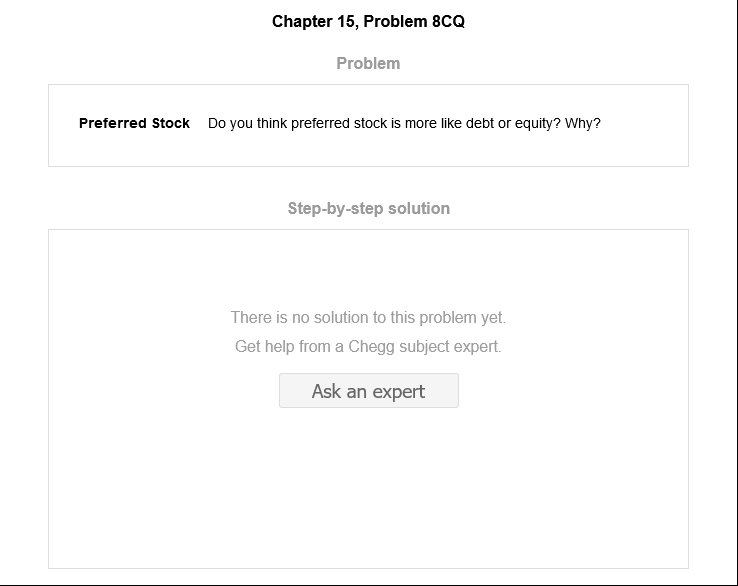 Chapter 15, Problem 8CQ
Problem
Preferred Stock Do you think preferred stock is more like debt or equity? Why?
Step-by-step solution
There is no solution to this problem yet.
Get help from a Chegg subject expert.
Ask an expert